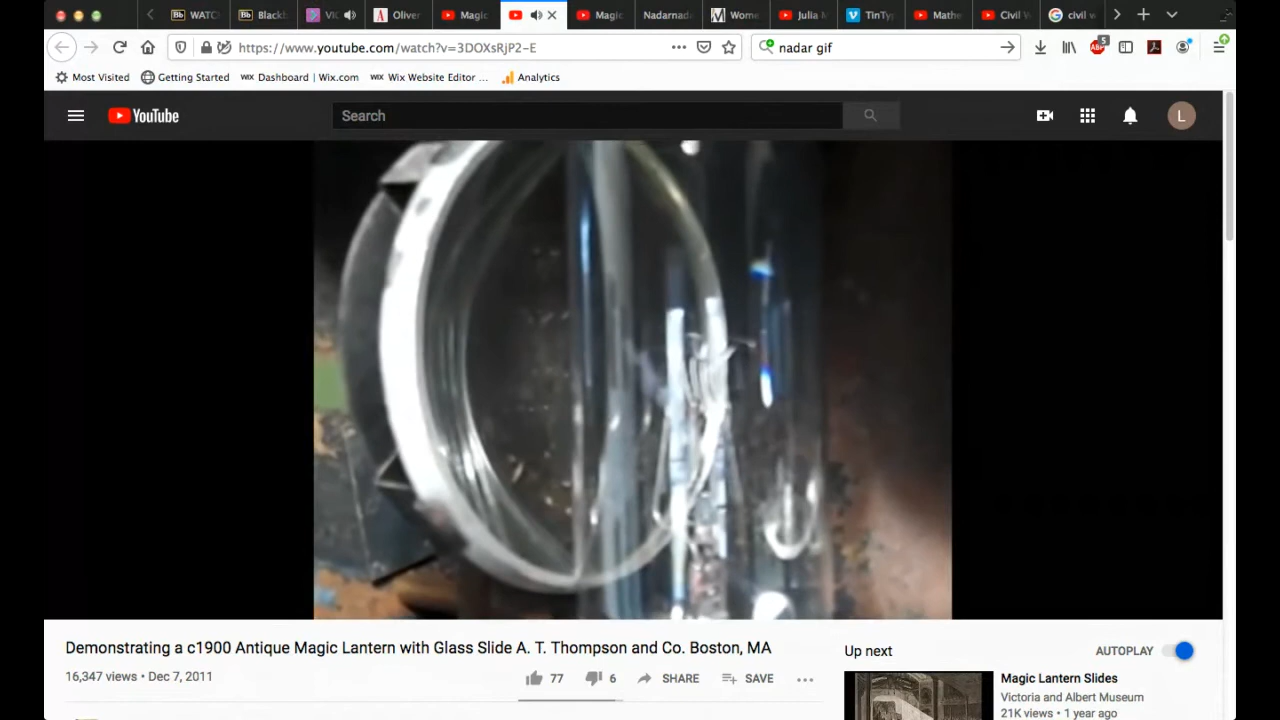 WATC
Black
VIC
Oliver
Magic
Magic
Nadarnada
Wome
Julia M
TinTy
Mathe
Civil W
civil w
https://www.youtube.com/watch?v=3DOXsRjP2-E
nadar gif
5
Most Visited Getting Started Dashboard | Wix.com Wix Website Editor ... Analytics
YouTube
Search
L
Demonstrating a c1900 Antique Magic Lantern with Glass Slide A. T. Thompson and Co. Boston, MA
16,347 views • Dec 7, 2011
77 6 SHARE SAVE
Up next AUTOPLAY
Magic Lantern Slides
Victoria and Albert Museum
21K views • 1 year ago